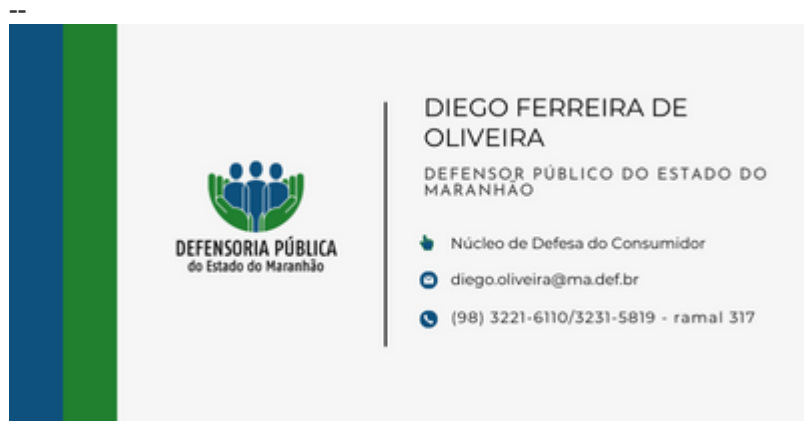 --
DEFENSORIA PÚBLICA
do Estado do Maranhão
DIEGO FERREIRA DE
OLIVEIRA
DEFENSOR PÚBLICO DO ESTADO DO
MARANHÃO
Núcleo de Defesa do Consumidor
diego.oliveira@ma.def.br
(98) 3221-6110/3231-5819 - ramal 317